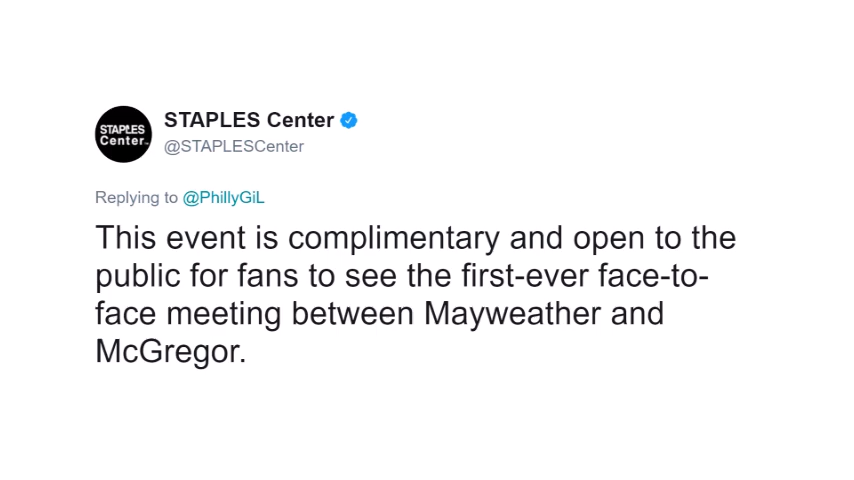 STAPLES
Center
STAPLES Center
@STAPLESCenter
Replying to @PhillyGiL
This event is complimentary and open to the
public for fans to see the first-ever face-to-
face meeting between Mayweather and
McGregor.